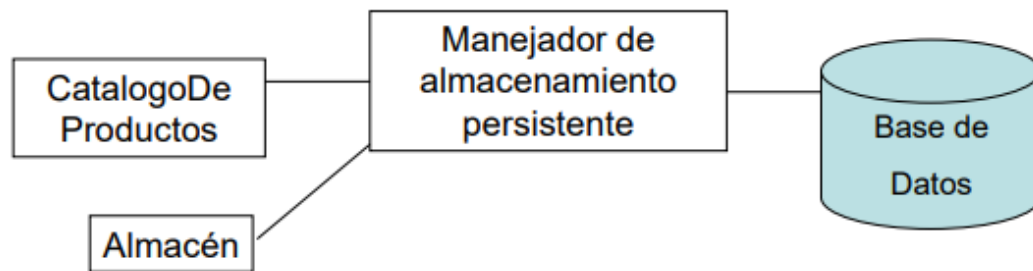 CatalogoDe
Productos
Almacén
Manejador de
almacenamiento
persistente
Base de
Datos